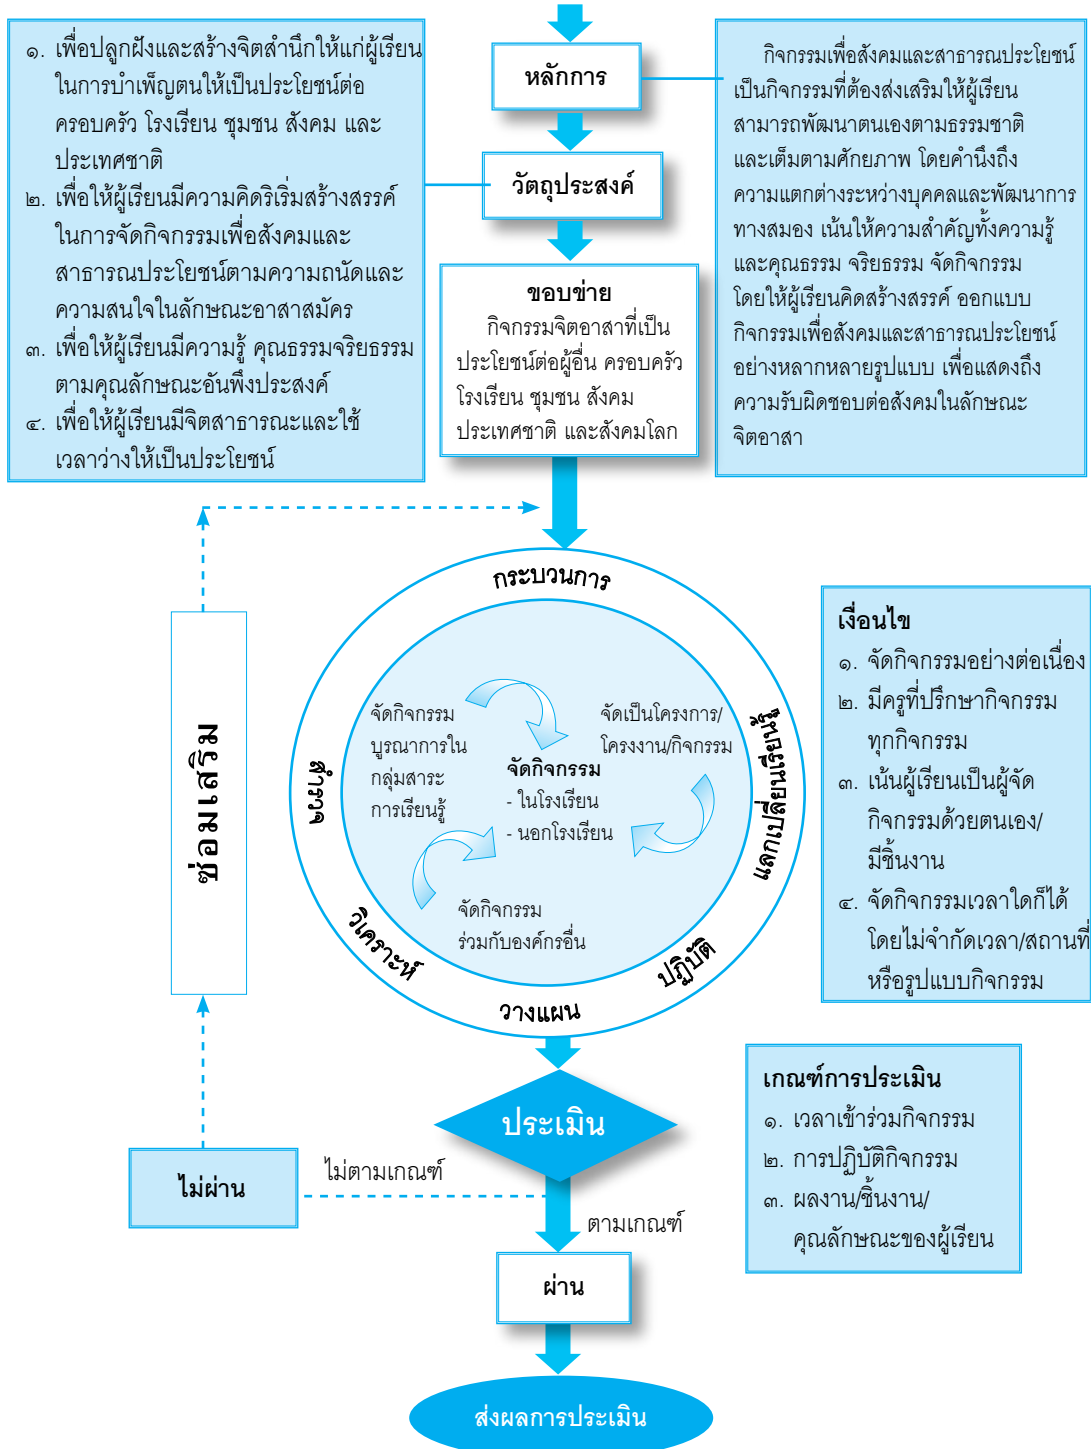 หลักการ
กิจกรรมเพื่อสังคมและสาธารณประโยชน์
เป็นกิจกรรมที่ต้องส่งเสริมให้ผู้เรียน
สามารถพัฒนาตนเองตามธรรมชาติ
และเต็มตามศักยภาพ โดยคำนึงถึง
ความแตกต่างระหว่างบุคคลและพัฒนาการ
ทางสมอง เน้นให้ความสำคัญทั้งความรู้
และคุณธรรม จริยธรรม จัดกิจกรรม
โดยให้ผู้เรียนคิดสร้างสรรค์ ออกแบบ
กิจกรรมเพื่อสังคมและสาธารณประโยชน์
อย่างหลากหลายรูปแบบ เพื่อแสดงถึง
ความรับผิดชอบต่อสังคมในลักษณะ
จิตอาสา
วัตถุประสงค์
๑. เพื่อปลูกฝังและสร้างจิตสำนึกให้แก่ผู้เรียน
ในการบำเพ็ญตนให้เป็นประโยชน์ต่อ
ครอบครัว โรงเรียน ชุมชน สังคม และ
ประเทศชาติ
๒. เพื่อให้ผู้เรียนมีความคิดริเริ่มสร้างสรรค์
ในการจัดกิจกรรมเพื่อสังคมและ
สาธารณประโยชน์ตามความถนัดและ
ความสนใจในลักษณะอาสาสมัคร
๓. เพื่อให้ผู้เรียนมีความรู้ คุณธรรมจริยธรรม
ตามคุณลักษณะอันพึงประสงค์
๔. เพื่อให้ผู้เรียนมีจิตสาธารณะและใช้
เวลาว่างให้เป็นประโยชน์
ขอบข่าย
กิจกรรมจิตอาสาที่เป็น
ประโยชน์ต่อผู้อื่น ครอบครัว
โรงเรียน ชุมชน สังคม
ประเทศชาติ และสังคมโลก
กระบวนการ
สำรวจ
วิเคราะห์
วางแผน
ปฏิบัติ
แลกเปลี่ยนเรียนรู้
จัดกิจกรรม
บูรณาการใน
กลุ่มสาระ
การเรียนรู้
จัดเป็นโครงการ/
โครงงาน/กิจกรรม
จัดกิจกรรม
- ในโรงเรียน
- นอกโรงเรียน
จัดกิจกรรม
ร่วมกับองค์กรอื่น
เงื่อนไข
๑. จัดกิจกรรมอย่างต่อเนื่อง
๒. มีครูที่ปรึกษากิจกรรม
ทุกกิจกรรม
๓. เน้นผู้เรียนเป็นผู้จัด
กิจกรรมด้วยตนเอง/
มีชิ้นงาน
๔. จัดกิจกรรมเวลาใดก็ได้
โดยไม่จำกัดเวลา/สถานที่
หรือรูปแบบกิจกรรม
ซ่อมเสริม
ประเมิน
เกณฑ์การประเมิน
๑. เวลาเข้าร่วมกิจกรรม
๒. การปฏิบัติกิจกรรม
๓. ผลงาน/ชิ้นงาน/
คุณลักษณะของผู้เรียน
ไม่ผ่าน
ไม่ตามเกณฑ์
ตามเกณฑ์
ผ่าน
ส่งผลการประเมิน